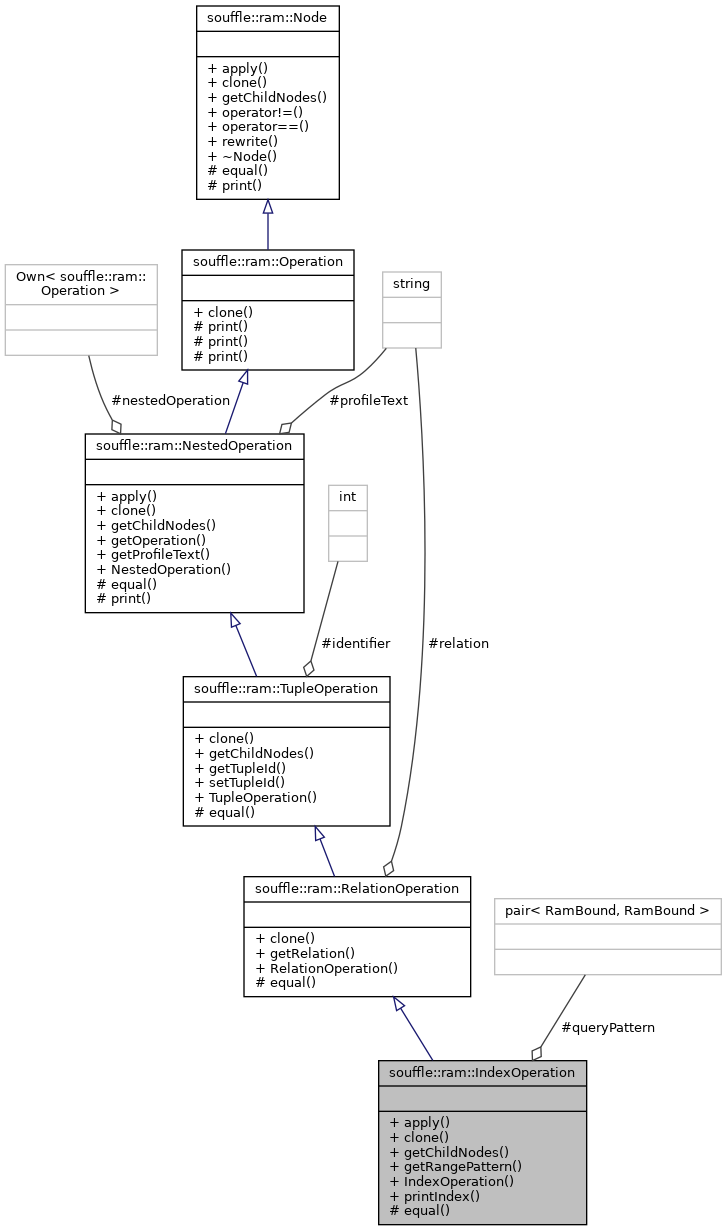 souffle::ram::Node
+ apply()
+ clone()
+ getChildNodes()
+ operator!=()
+ operator==()
+ rewrite()
+ ~Node()
# equal()
# print()
souffle::ram::Operation
+ clone()
# print()
# print()
# print()
Own< souffle::ram::
Operation >
string
#nestedOperation
#profileText
souffle::ram::NestedOperation
+ apply()
+ clone()
+ getChildNodes()
+ getOperation()
+ getProfileText()
+ NestedOperation()
# equal()
# print()
int
#identifier
#relation
souffle::ram::TupleOperation
+ clone()
+ getChildNodes()
+ getTupleId()
+ setTupleId()
+ TupleOperation()
# equal()
souffle::ram::RelationOperation
+ clone()
+ getRelation()
+ RelationOperation()
# equal()
pair< RamBound, RamBound >
#queryPattern
souffle::ram::IndexOperation
+ apply()
+ clone()
+ getChildNodes()
+ getRangePattern()
+ IndexOperation()
+ printIndex()
# equal()